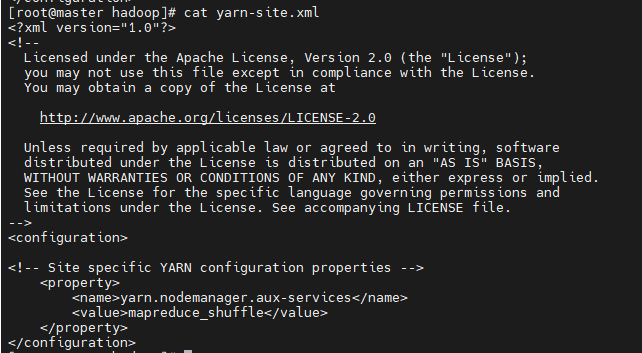 </configuration>
[root@master hadoop]# cat yarn-site.xml
<?xml version="1.0"?>
<!--
  Licensed under the Apache License, Version 2.0 (the "License");
  you may not use this file except in compliance with the License.
  You may obtain a copy of the License at

    http://www.apache.org/licenses/LICENSE-2.0

  Unless required by applicable law or agreed to in writing, software
  distributed under the License is distributed on an "AS IS" BASIS,
  WITHOUT WARRANTIES OR CONDITIONS OF ANY KIND, either express or implied.
  See the License for the specific language governing permissions and
  limitations under the License. See accompanying LICENSE file.
-->
<configuration>

<!-- Site specific YARN configuration properties -->
    <property>
        <name>yarn.nodemanager.aux-services</name>
        <value>mapreduce_shuffle</value>
    </property>
</configuration>